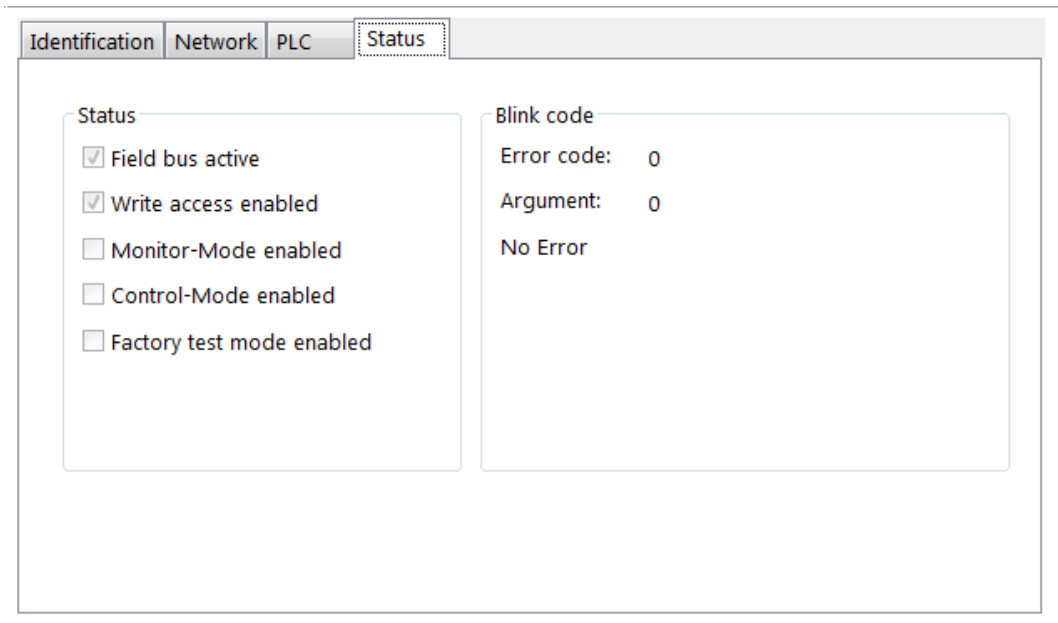 Identification Network PLC Status
Status
Field bus active
Write access enabled
Monitor-Mode enabled
Control-Mode enabled
Factory test mode enabled
Blink code
Error code: 0
Argument: 0
No Error